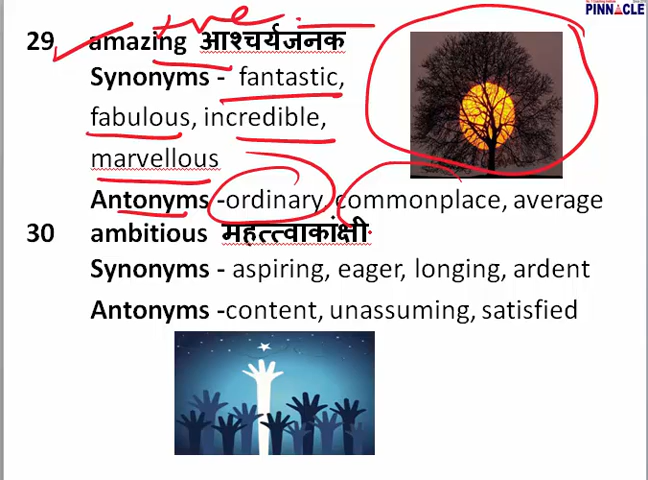 PINNACLE
29 amazing आश्चर्यजनक
Synonyms - fantastic,
fabulous, incredible,
marvellous
Antonyms -ordinary, commonplace, average
30 ambitious महत्त्वाकांक्षी
Synonyms - aspiring, eager, longing, ardent
Antonyms -content, unassuming, satisfied